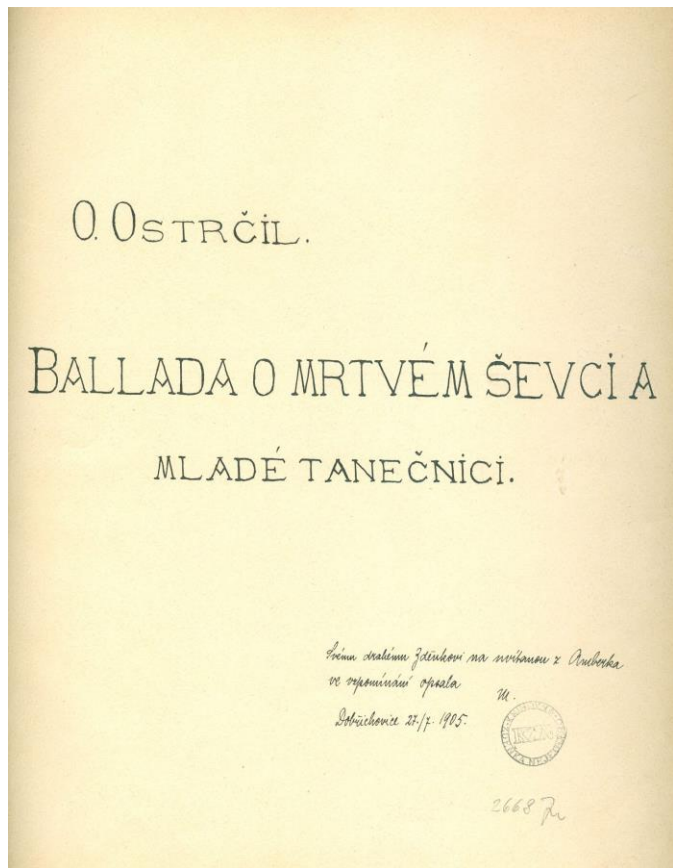 O. OSTRČIL.
BALLADA O MRTVÉM ŠEVCI A
MLADÉ TANEČNICI.
Svému drahému Zdeňkovi na uvítanou z Amberka
ve vzpomínání opsala
M.
Dobřichovice 27./7. 1905.
2668